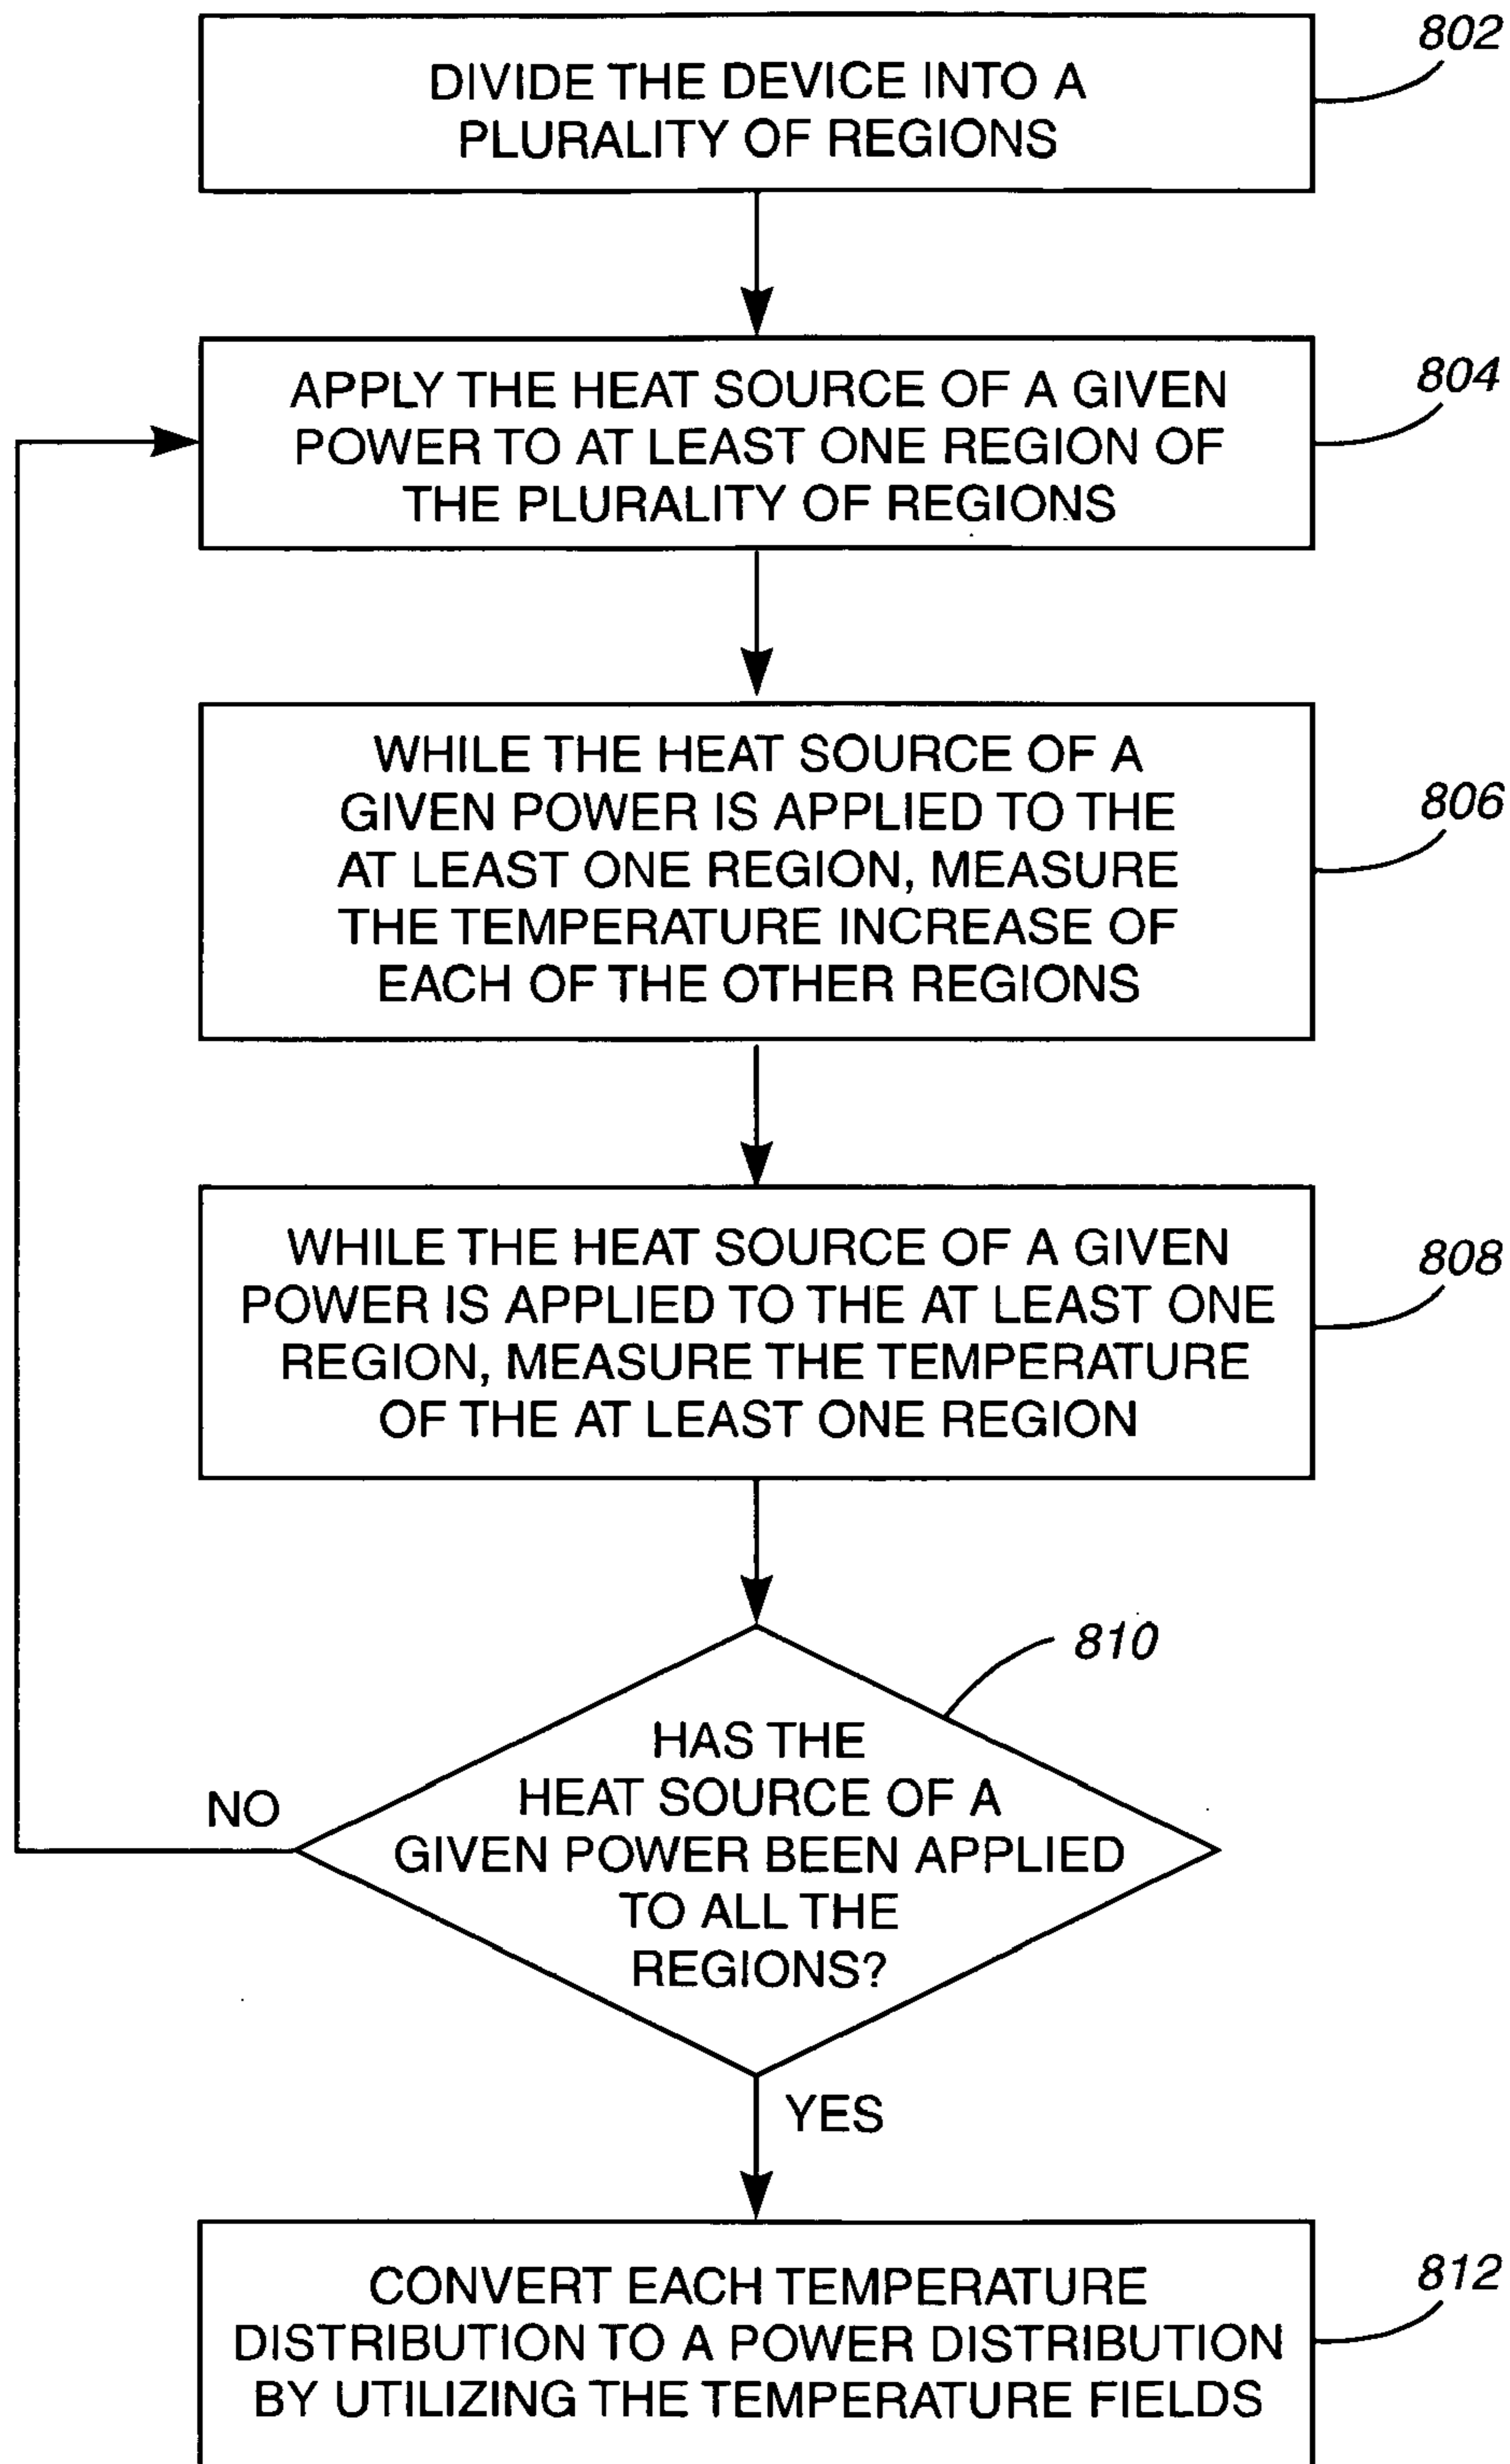 802
DIVIDE THE DEVICE INTO A
PLURALITY OF REGIONS
804
APPLY THE HEAT SOURCE OF A GIVEN
POWER TO AT LEAST ONE REGION OF
THE PLURALITY OF REGIONS
806
WHILE THE HEAT SOURCE OF A
GIVEN POWER IS APPLIED TO THE
AT LEAST ONE REGION, MEASURE
THE TEMPERATURE INCREASE OF
EACH OF THE OTHER REGIONS
808
WHILE THE HEAT SOURCE OF A GIVEN
POWER IS APPLIED TO THE AT LEAST ONE
REGION, MEASURE THE TEMPERATURE
OF THE AT LEAST ONE REGION
810
HAS THE
HEAT SOURCE OF A
GIVEN POWER BEEN APPLIED
TO ALL THE
REGIONS?
NO
YES
812
CONVERT EACH TEMPERATURE
DISTRIBUTION TO A POWER DISTRIBUTION
BY UTILIZING THE TEMPERATURE FIELDS